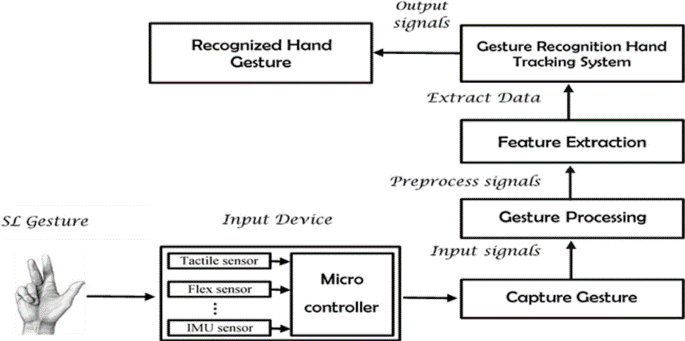 Output
signals
Recognized Hand
Gesture
Gesture Recognition Hand
Tracking System
Extract Data
Feature Extraction
Preprocess signals
Gesture Processing
SL Gesture
Input Device
Input signals
Tactile sensor
Flex sensor
⋮
IMU sensor
Micro
controller
Capture Gesture